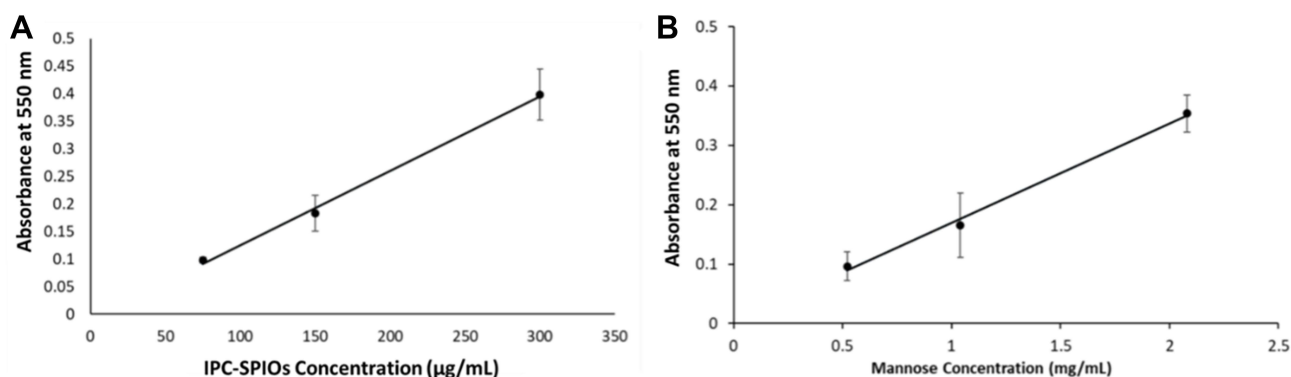 A
Absorbance at 550 nm
0.5
0.45
0.4
0.35
0.3
0.25
0.2
0.15
0.1
0.05
0
0 50 100 150 200 250 300 350
IPC-SPIOs Concentration (µg/mL)
B
Absorbance at 550 nm
0.5
0.4
0.3
0.2
0.1
0
0 0.5 1 1.5 2 2.5
Mannose Concentration (mg/mL)